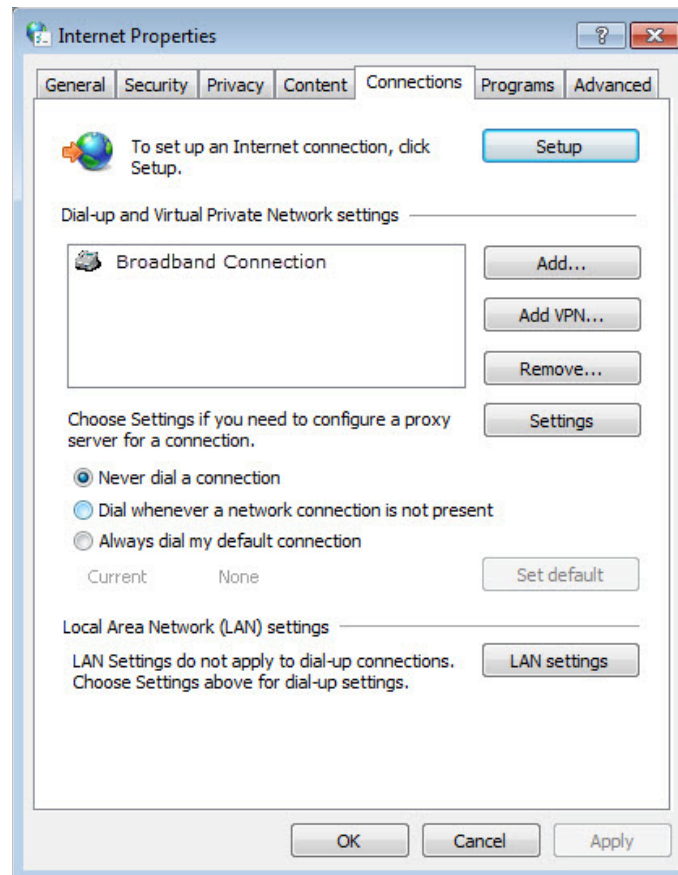 Internet Properties
General Security Privacy Content Connections Programs Advanced
To set up an Internet connection, click
Setup.
Setup
Dial-up and Virtual Private Network settings
Broadband Connection
Add...
Add VPN...
Remove...
Choose Settings if you need to configure a proxy
server for a connection.
Settings
Never dial a connection
Dial whenever a network connection is not present
Always dial my default connection
Current None
Set default
Local Area Network (LAN) settings
LAN Settings do not apply to dial-up connections.
Choose Settings above for dial-up settings.
LAN settings
OK Cancel Apply